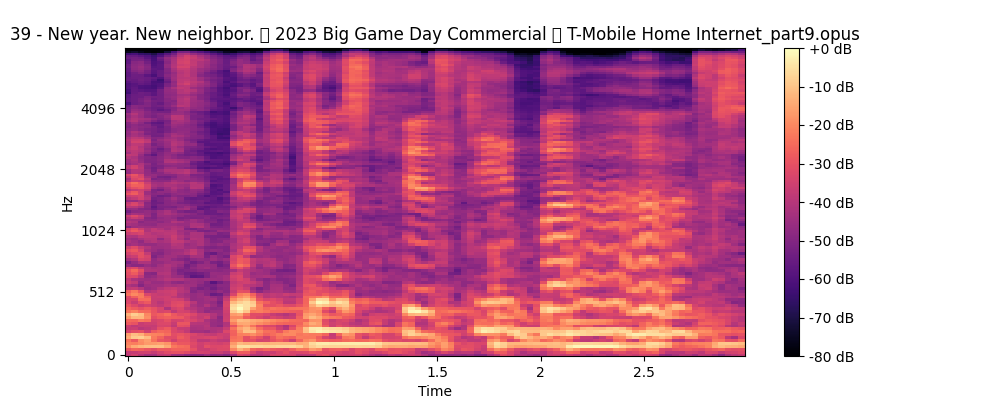 39 - New year. New neighbor. 2023 Big Game Day Commercial T-Mobile Home Internet_part9.opus
Hz
4096
2048
1024
512
0
0
0.5
1
1.5
2
2.5
Time
+0 dB
-10 dB
-20 dB
-30 dB
-40 dB
-50 dB
-60 dB
-70 dB
-80 dB